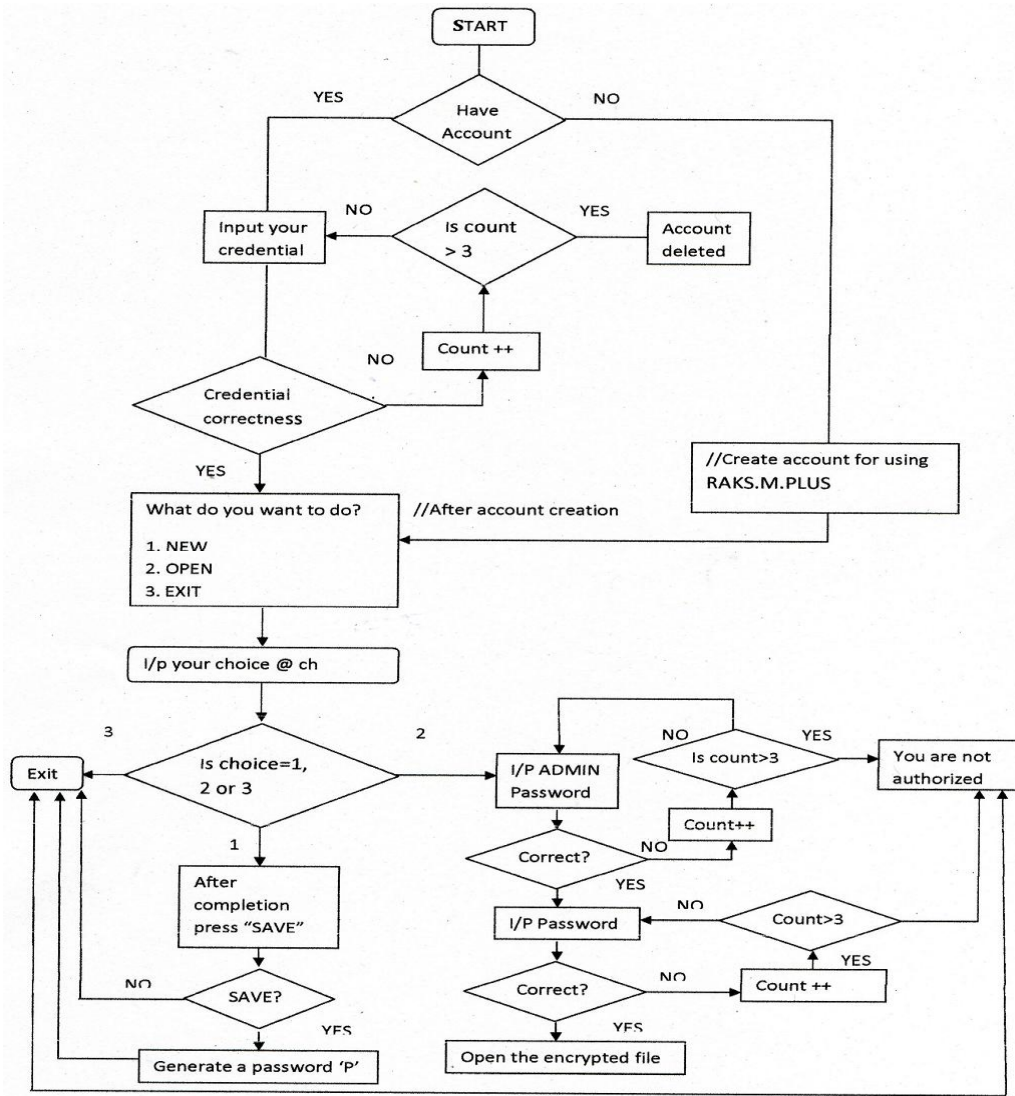 START
YES
NO
Have
Account
NO
YES
Input your
credential
Is count
> 3
Account
deleted
Count ++
NO
Credential
correctness
YES
//Create account for using
RAKS.M.PLUS
What do you want to do?
//After account creation
1. NEW
2. OPEN
3. EXIT
I/p your choice @ ch
3
2
NO
YES
Exit
Is choice=1,
2 or 3
I/P ADMIN
Password
Is count>3
You are not
authorized
Count++
1
Correct?
NO
YES
After
completion
press “SAVE”
I/P Password
NO
Count>3
YES
NO
SAVE?
Correct?
NO
Count ++
YES
YES
Generate a password ‘P’
Open the encrypted file